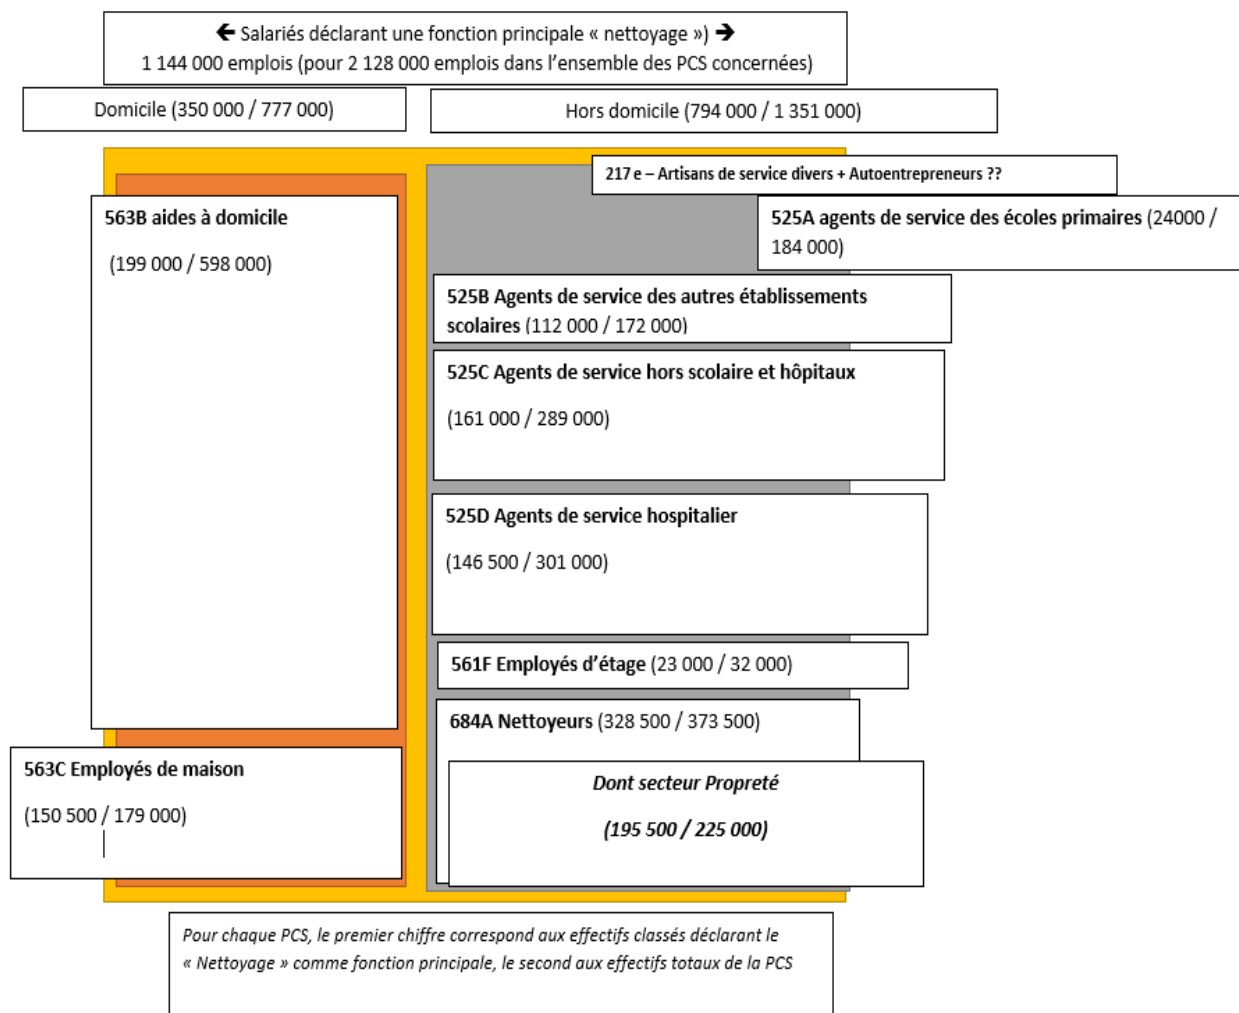 🡸 Salariés déclarant une fonction principale « nettoyage ») 🡺
1 144 000 emplois (pour 2 128 000 emplois dans l’ensemble des PCS concernées)
Domicile (350 000 / 777 000)
Hors domicile (794 000 / 1 351 000)
217 e – Artisans de service divers + Autoentrepreneurs ??
563B aides à domicile
(199 000 / 598 000)
525A agents de service des écoles primaires (24000 /
184 000)
525B Agents de service des autres établissements
scolaires (112 000 / 172 000)
525C Agents de service hors scolaire et hôpitaux
(161 000 / 289 000)
525D Agents de service hospitalier
(146 500 / 301 000)
561F Employés d’étage (23 000 / 32 000)
684A Nettoyeurs (328 500 / 373 500)
Dont secteur Propreté
(195 500 / 225 000)
563C Employés de maison
(150 500 / 179 000)
Pour chaque PCS, le premier chiffre correspond aux effectifs classés déclarant le
« Nettoyage » comme fonction principale, le second aux effectifs totaux de la PCS